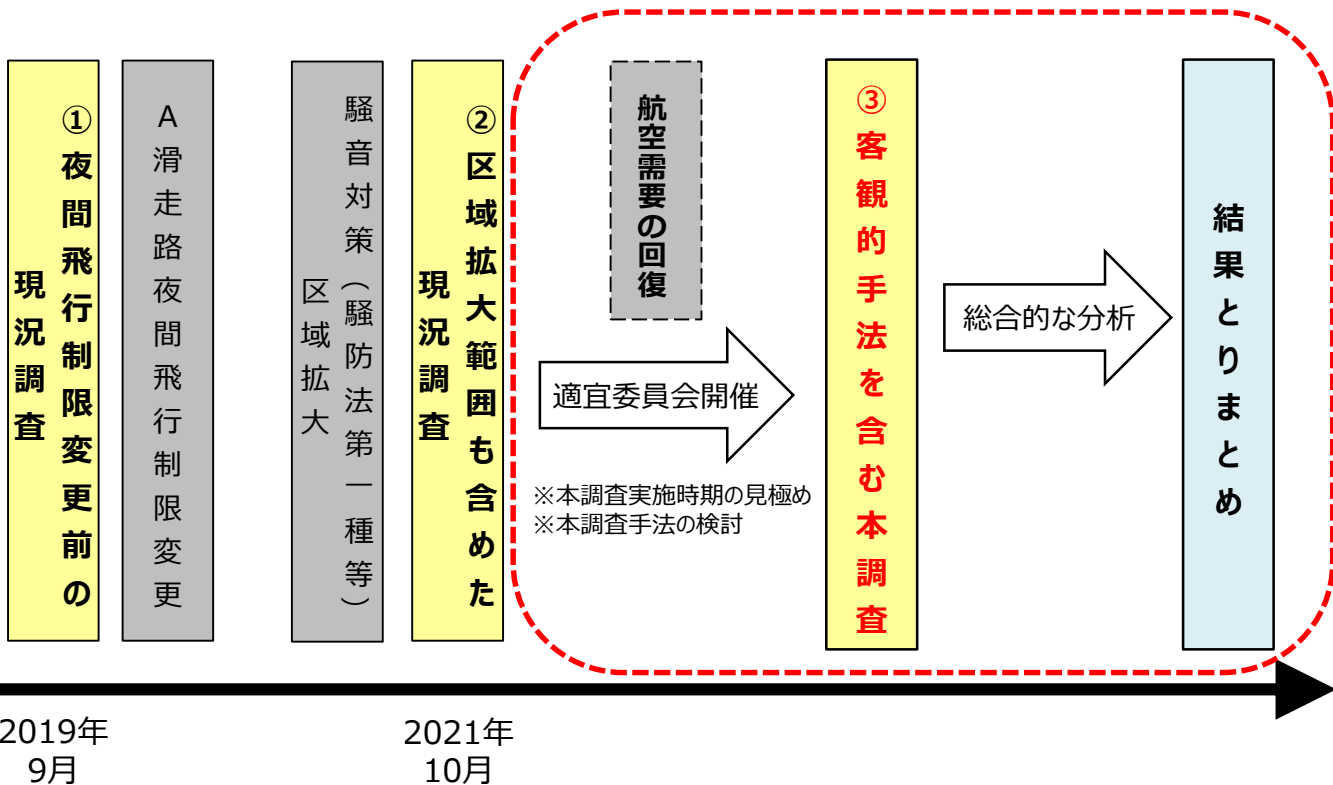 ①夜間飛行制限変更前の
現況調査
A滑走路夜間飛行制限変更
騒音対策(騒防法第一種等)
区域拡大
②区域拡大範囲も含めた
現況調査
航空需要の回復
適宜委員会開催
※本調査実施時期の見極め
※本調査手法の検討
③客観的手法を含む本調査
総合的な分析
結果とりまとめ
2019年
9月
2021年
10月